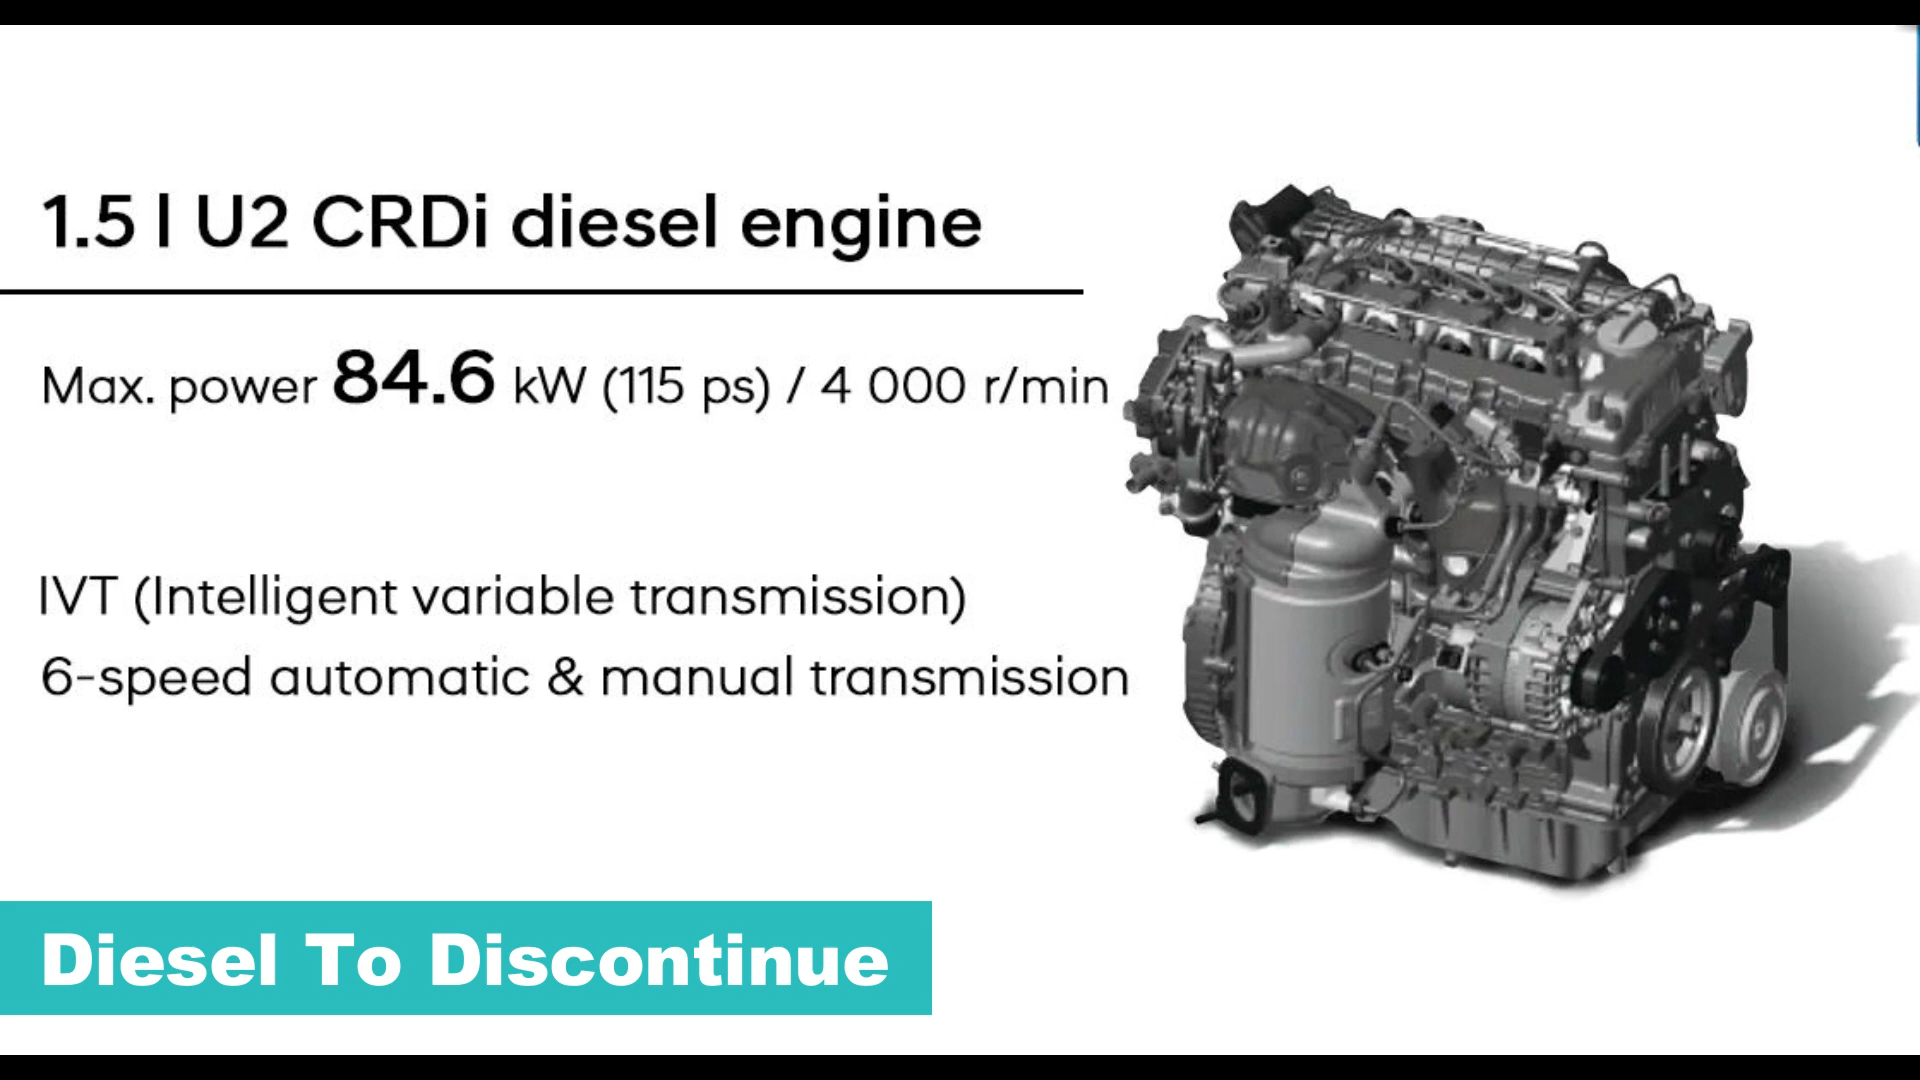 1.5 l U2 CRDi diesel engine
Max. power 84.6 kW (115 ps) / 4 000 r/min
IVT (Intelligent variable transmission)
6-speed automatic & manual transmission
Diesel To Discontinue